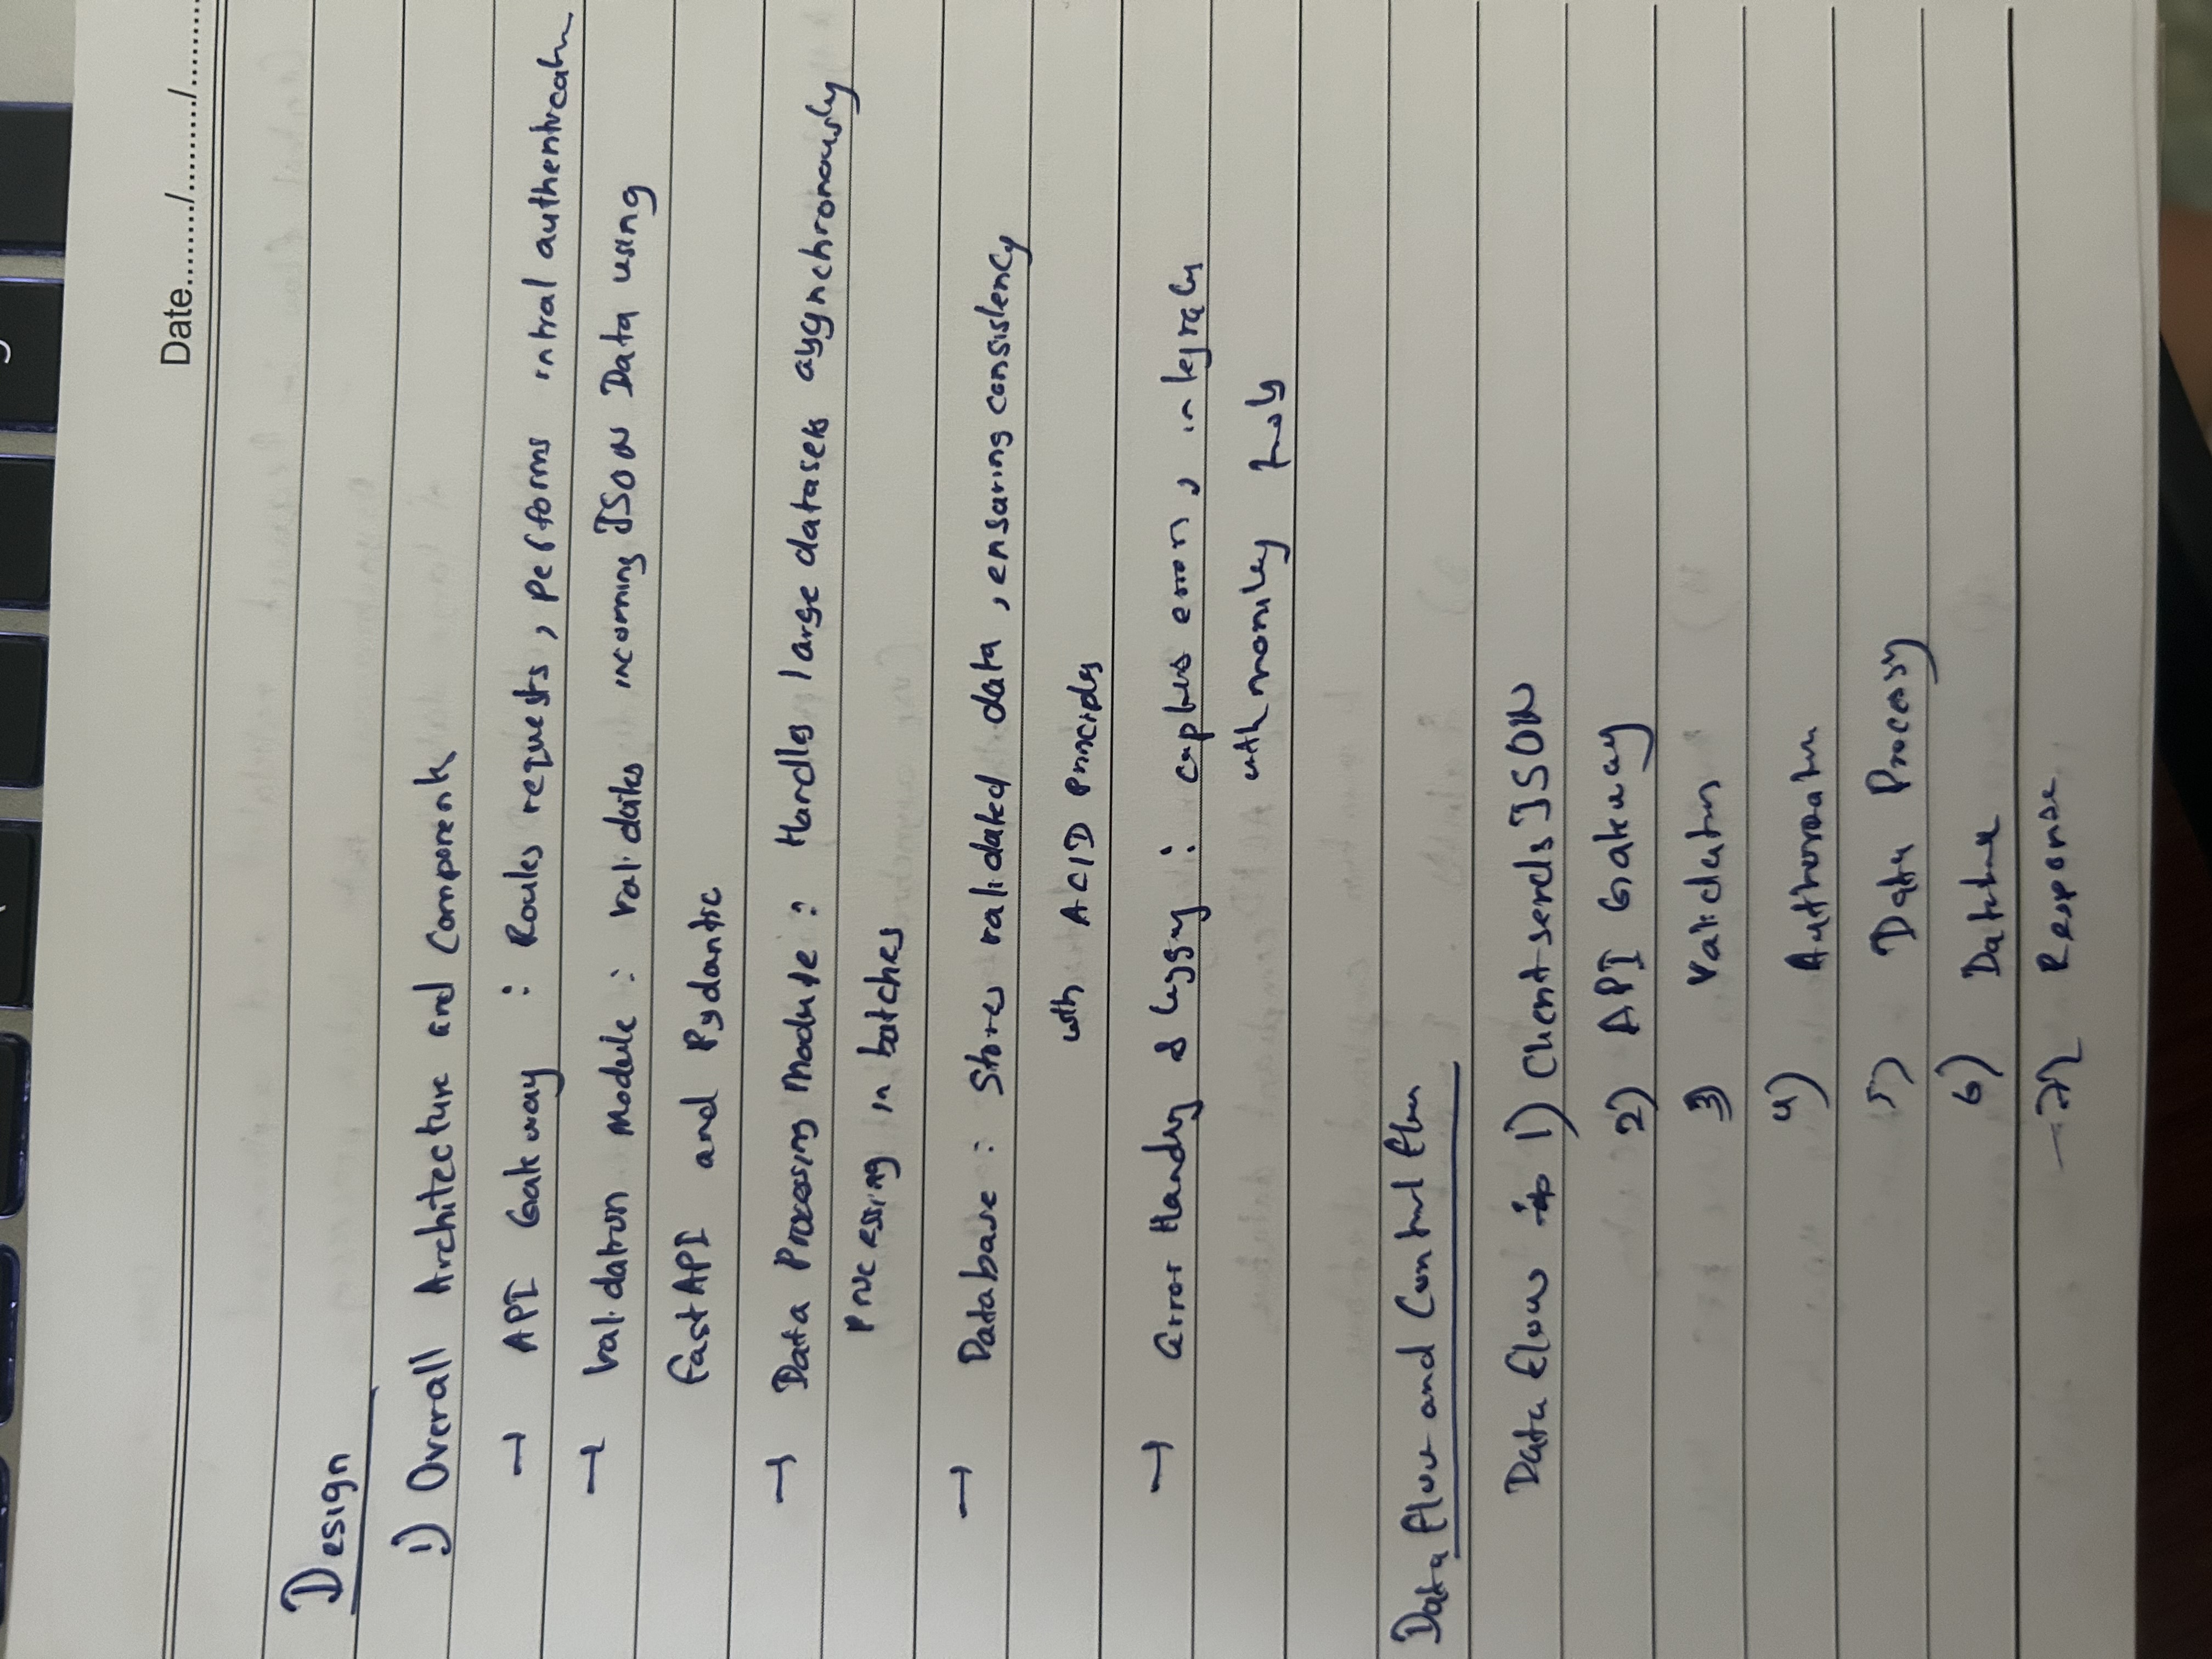 Date......../........./.........
Design
1) Overall Architecture and Components
→ API Gateway : Routes requests, performs initial authentication
→ Validation Module : validates incoming JSON Data using
FastAPI and Pydantic
→ Data Processing Module : Handles large datasets asynchronously
processing in batches
→ Database : Stores validated data, ensuring consistency
with ACID Principles
→ Error Handling & logging : captures errors, integrates
with monitoring tools
Data flow and Control flow
Data flow 1) Client sends JSON
2) API Gateway
3) Validation
4) Authorization
5) Data Processing
6) Database
7) Response